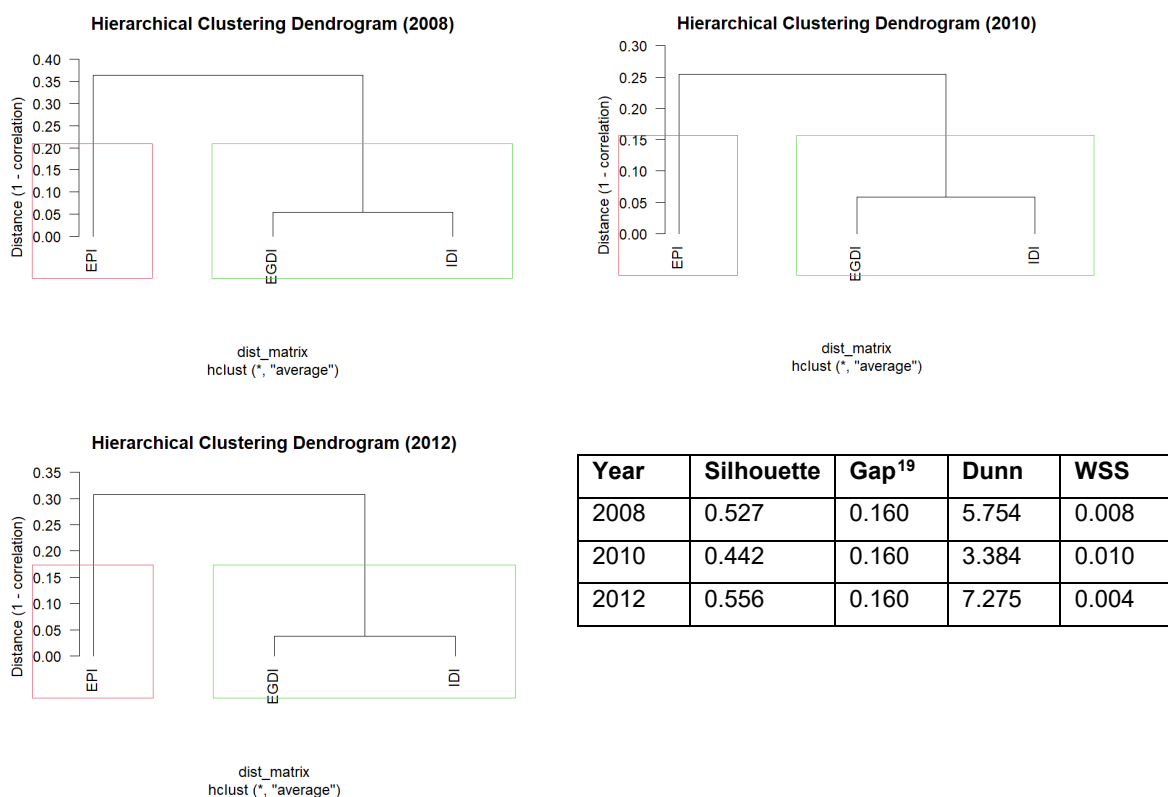 Hierarchical Clustering Dendrogram (2008)
Distance (1 - correlation)
0.40
0.35
0.30
0.25
0.20
0.15
0.10
0.05
0.00
EPI
EGDI
IDI
dist_matrix
hclust (*, "average")
Hierarchical Clustering Dendrogram (2010)
Distance (1 - correlation)
0.30
0.25
0.20
0.15
0.10
0.05
0.00
EPI
EGDI
IDI
dist_matrix
hclust (*, "average")
Hierarchical Clustering Dendrogram (2012)
Distance (1 - correlation)
0.35
0.30
0.25
0.20
0.15
0.10
0.05
0.00
EPI
EGDI
IDI
dist_matrix
hclust (*, "average")
Year Silhouette Gap¹⁹ Dunn WSS
2008 0.527 0.160 5.754 0.008
2010 0.442 0.160 3.384 0.010
2012 0.556 0.160 7.275 0.004